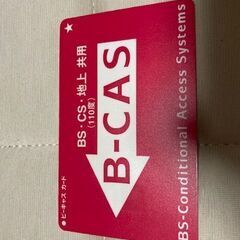 ★
BS・CS・地上 共用
(110度)
B-CAS
● ビーキャス カード
BS-Conditional Access Systems